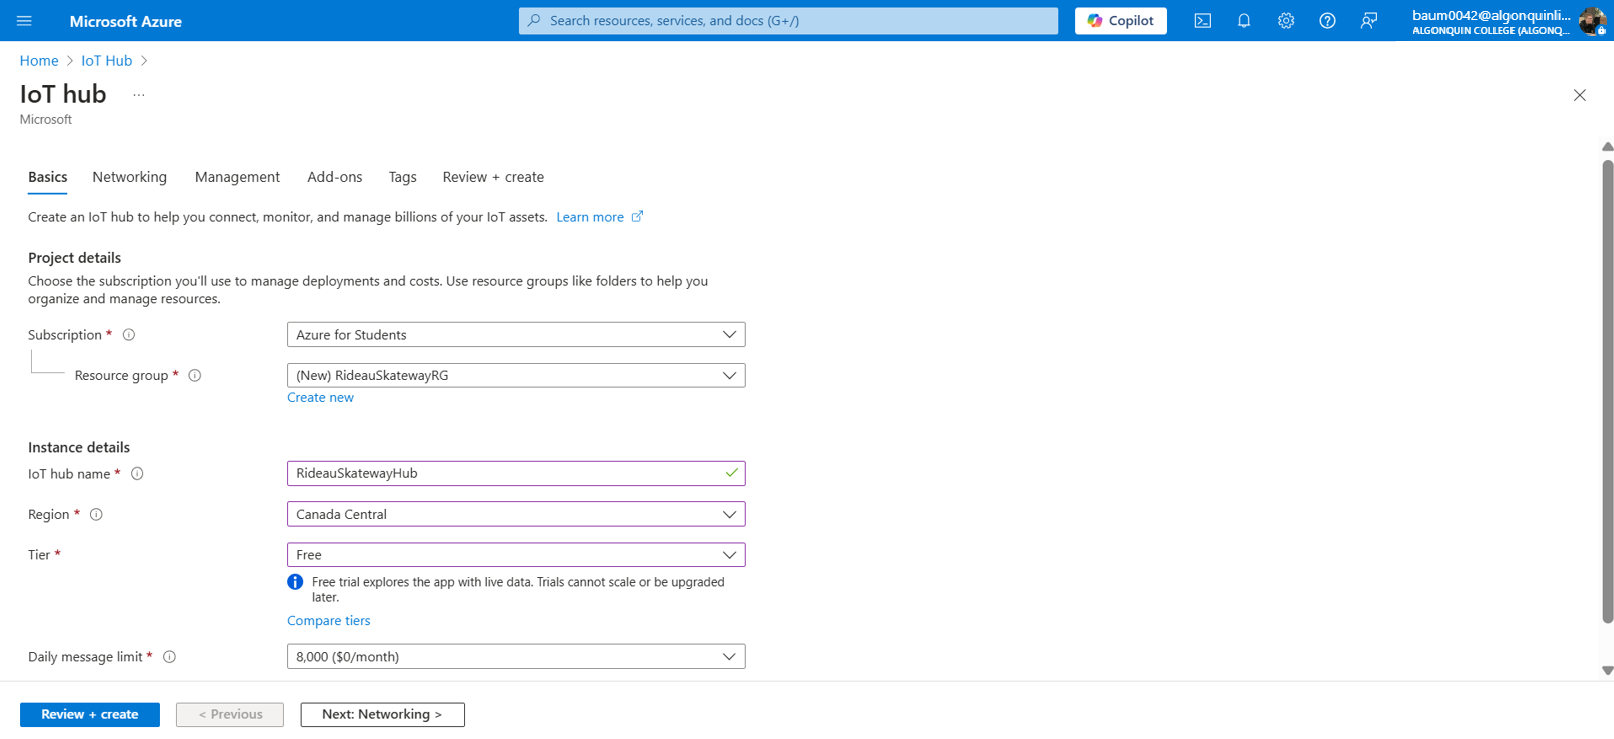 Microsoft Azure
Search resources, services, and docs (G+/)
Copilot
baum0042@algonquinli...
ALGONQUIN COLLEGE (ALGONQ...
Home > IoT Hub >
IoT hub ...
Microsoft
Basics Networking Management Add-ons Tags Review + create
Create an IoT hub to help you connect, monitor, and manage billions of your IoT assets. Learn more
Project details
Choose the subscription you'll use to manage deployments and costs. Use resource groups like folders to help you
organize and manage resources.
Subscription * Azure for Students
Resource group * (New) RideauSkatewayRG
Create new
Instance details
IoT hub name * RideauSkatewayHub
Region * Canada Central
Tier * Free
Free trial explores the app with live data. Trials cannot scale or be upgraded
later.
Compare tiers
Daily message limit * 8,000 ($0/month)
Review + create < Previous Next: Networking >